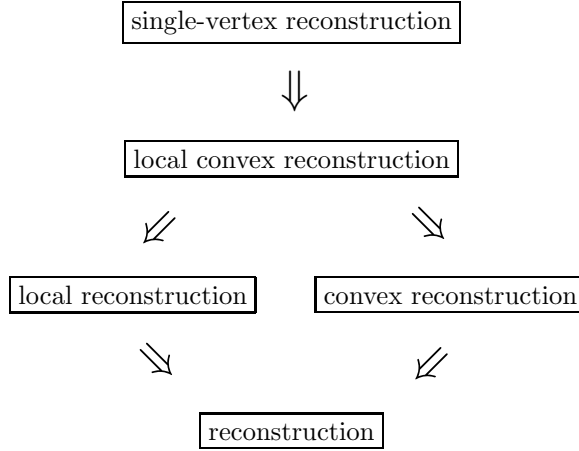 single-vertex reconstruction
local convex reconstruction
local reconstruction
convex reconstruction
reconstruction